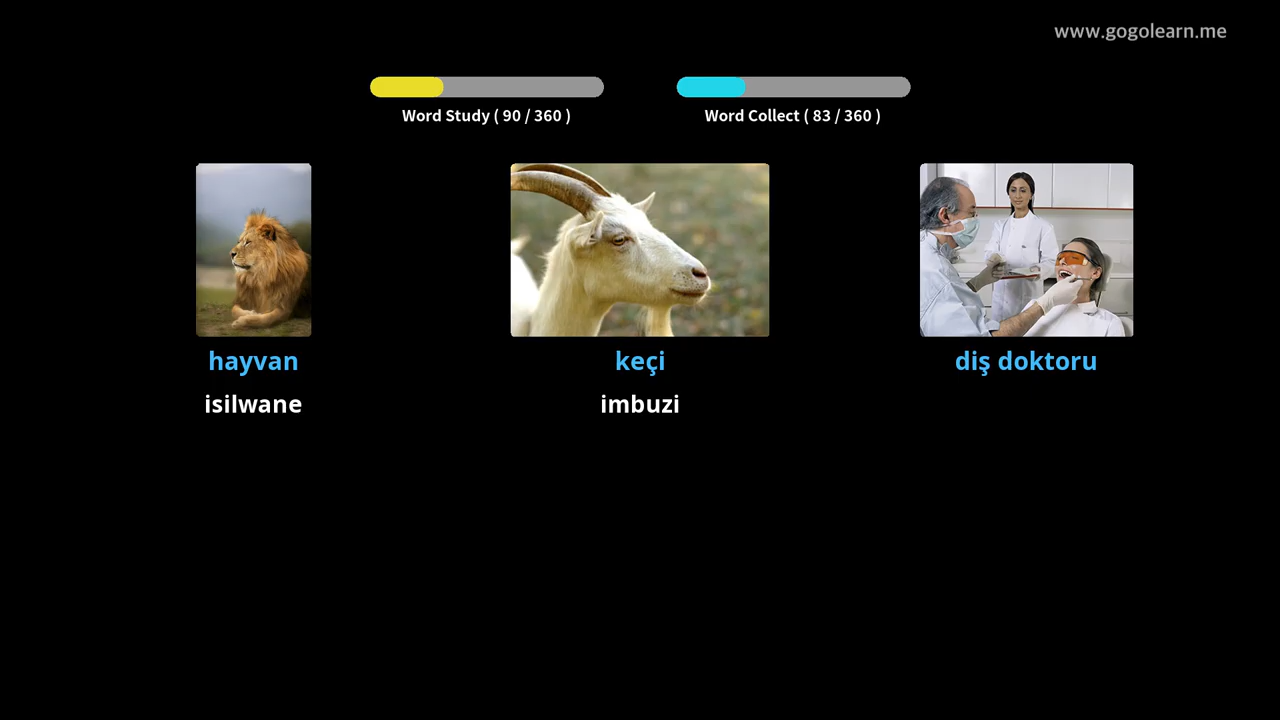 www.gogolearn.me
Word Study ( 90 / 360 )
Word Collect ( 83 / 360 )
hayvan
keçi
diş doktoru
isilwane
imbuzi